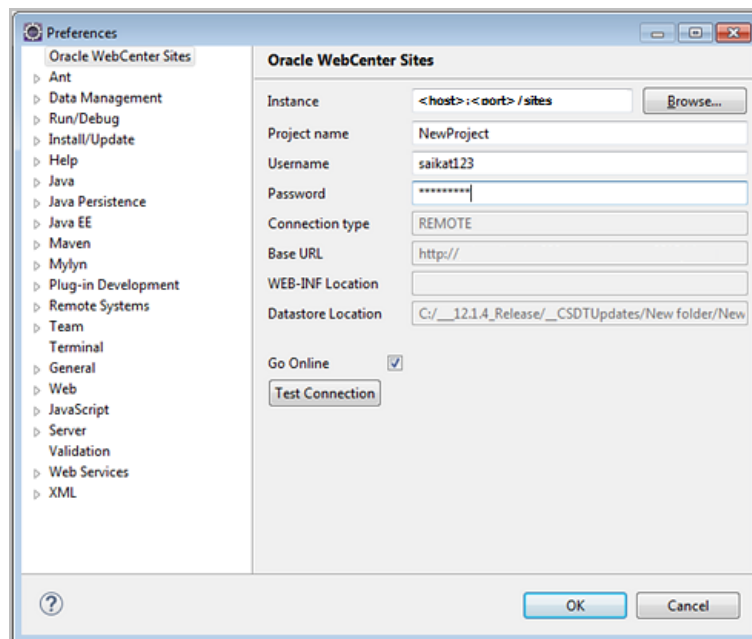 Preferences
Oracle WebCenter Sites
Ant
Data Management
Run/Debug
Install/Update
Help
Java
Java Persistence
Java EE
Maven
Mylyn
Plug-in Development
Remote Systems
Team
Terminal
General
Web
JavaScript
Server
Validation
Web Services
XML
Oracle WebCenter Sites
Instance <host>:<port>/sites Browse...
Project name NewProject
Username saikat123
Password *********
Connection type REMOTE
Base URL http://
WEB-INF Location
Datastore Location C:/__12.1.4_Release/__CSDTUpdates/New folder/New
Go Online
Test Connection
? OK Cancel